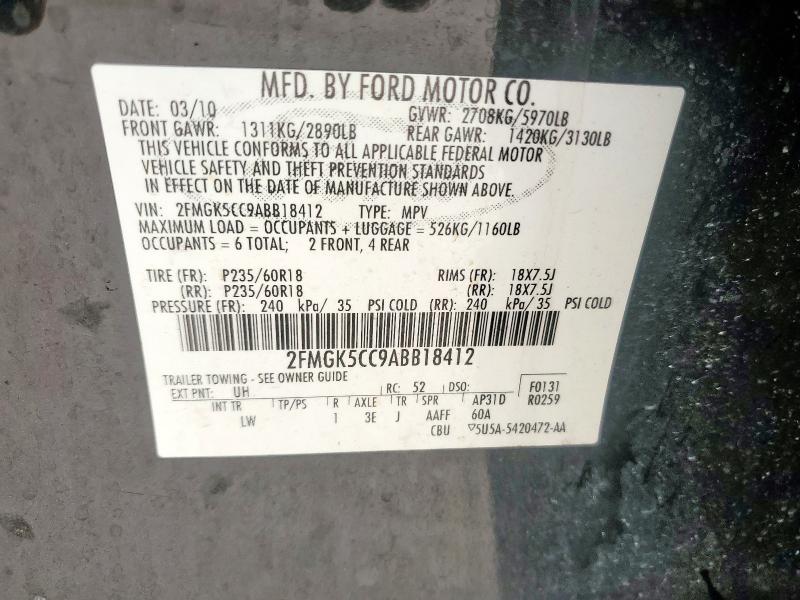 MFD. BY FORD MOTOR CO.
DATE: 03/10 GVWR: 2708KG/5970LB
FRONT GAWR: 1311KG/2890LB REAR GAWR: 1420KG/3130LB
THIS VEHICLE CONFORMS TO ALL APPLICABLE FEDERAL MOTOR
VEHICLE SAFETY AND THEFT PREVENTION STANDARDS
IN EFFECT ON THE DATE OF MANUFACTURE SHOWN ABOVE.
VIN: 2FMGK5CC9ABB18412 TYPE: MPV
MAXIMUM LOAD = OCCUPANTS + LUGGAGE = 526KG/1160LB
OCCUPANTS = 6 TOTAL; 2 FRONT, 4 REAR
TIRE (FR): P235/60R18 RIMS (FR): 18X7.5J
(RR): P235/60R18 (RR): 18X7.5J
PRESSURE (FR): 240 kPa/ 35 PSI COLD (RR): 240 kPa/ 35 PSI COLD
2FMGK5CC9ABB18412
TRAILER TOWING - SEE OWNER GUIDE
EXT PNT: UH RC: 52 DSO: F0131
INT TR TP/PS R AXLE TR SPR AP31D R0259
LW 1 3E J AAFF 60A
CBU ▽5U5A-5420472-AA